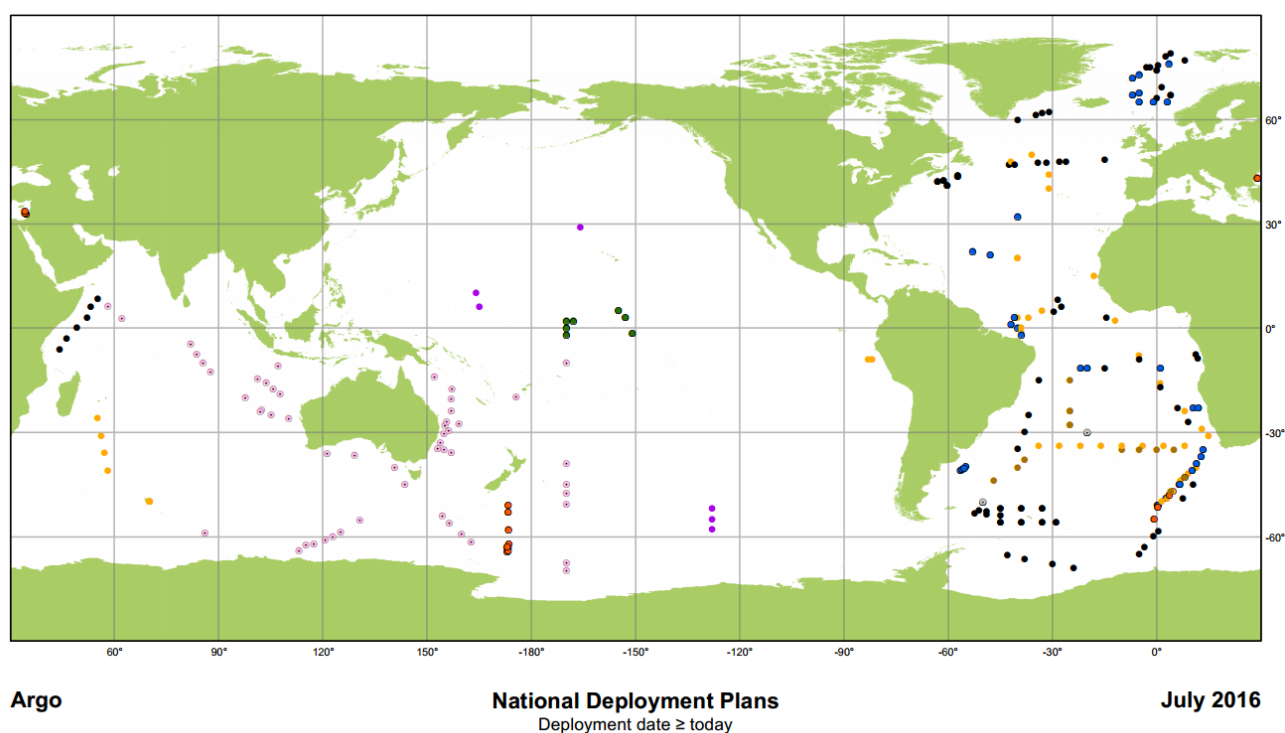 60°
30°
0°
-30°
-60°
60° 90° 120° 150° -180° -150° -120° -90° -60° -30° 0°
Argo National Deployment Plans July 2016
Deployment date ≥ today